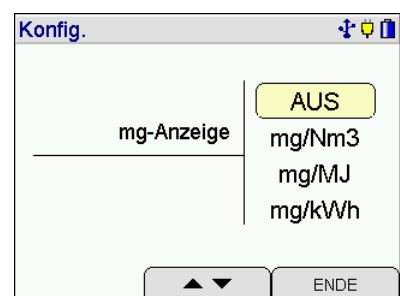 Konfig.
AUS
mg-Anzeige
mg/Nm3
mg/MJ
mg/kWh
ENDE